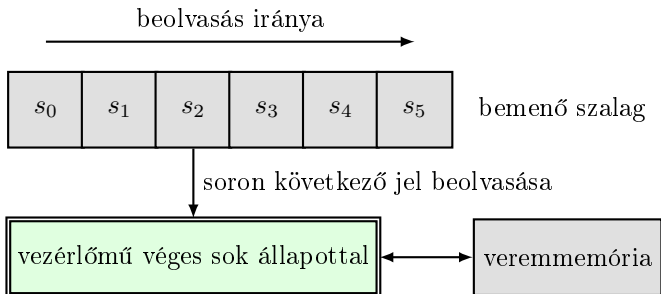 beolvasás iránya
s0 s1 s2 s3 s4 s5 bemenő szalag
soron következő jel beolvasása
vezérlőmű véges sok állapottal veremmemória